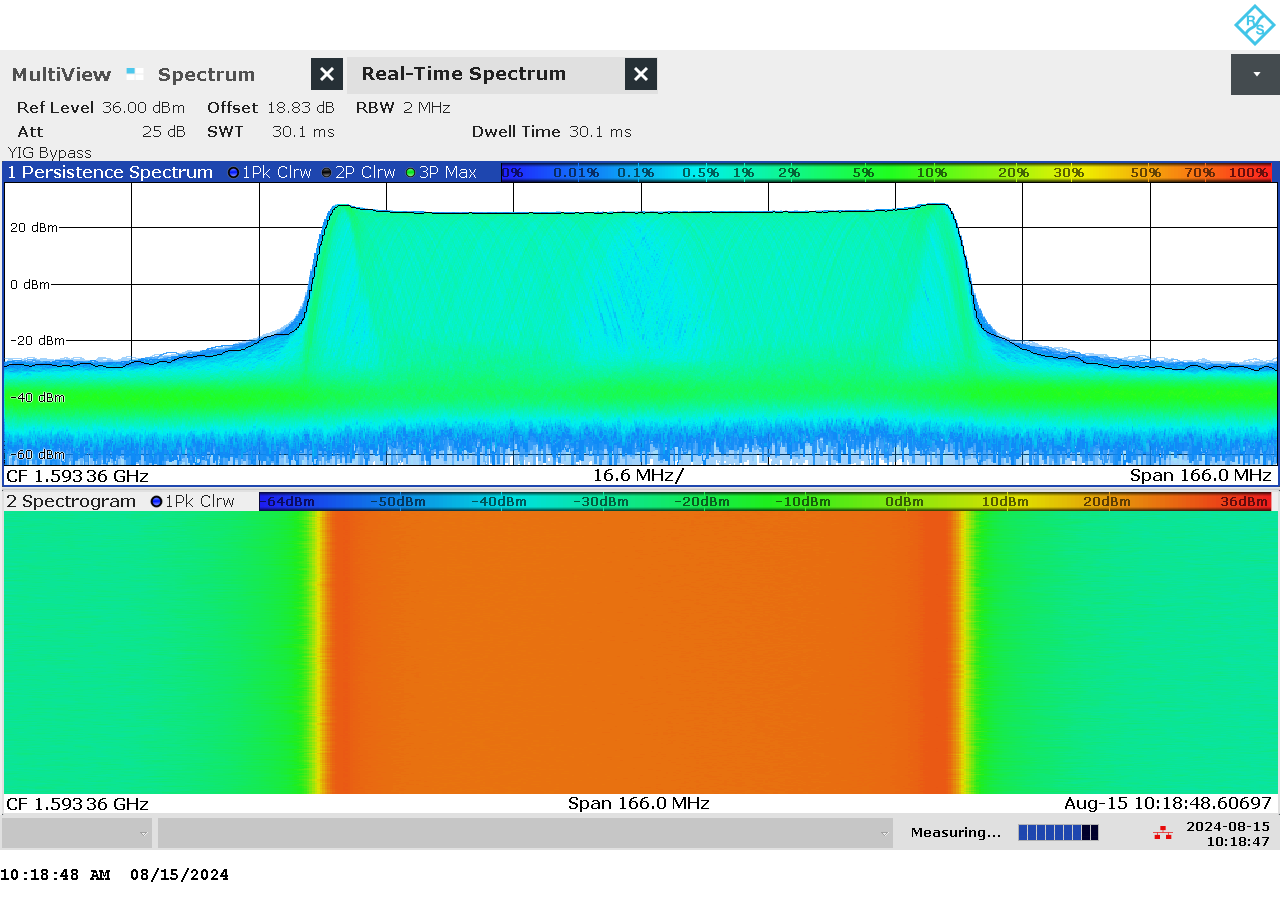 R/S
MultiView Spectrum Real-Time Spectrum
Ref Level 36.00 dBm Offset 18.83 dB RBW 2 MHz
Att 25 dB SWT 30.1 ms Dwell Time 30.1 ms
YIG Bypass
1 Persistence Spectrum 1Pk Clrw 2P Clrw 3P Max 0% 0.01% 0.1% 0.5% 1% 2% 5% 10% 20% 30% 50% 70% 100%
20 dBm
0 dBm
-20 dBm
-40 dBm
-60 dBm
CF 1.59336 GHz 16.6 MHz/ Span 166.0 MHz
2 Spectrogram 1Pk Clrw -64dBm -50dBm -40dBm -30dBm -20dBm -10dBm 0dBm 10dBm 20dBm 36dBm
CF 1.59336 GHz Span 166.0 MHz Aug-15 10:18:48.60697
Measuring... 2024-08-15
10:18:47
10:18:48 AM 08/15/2024